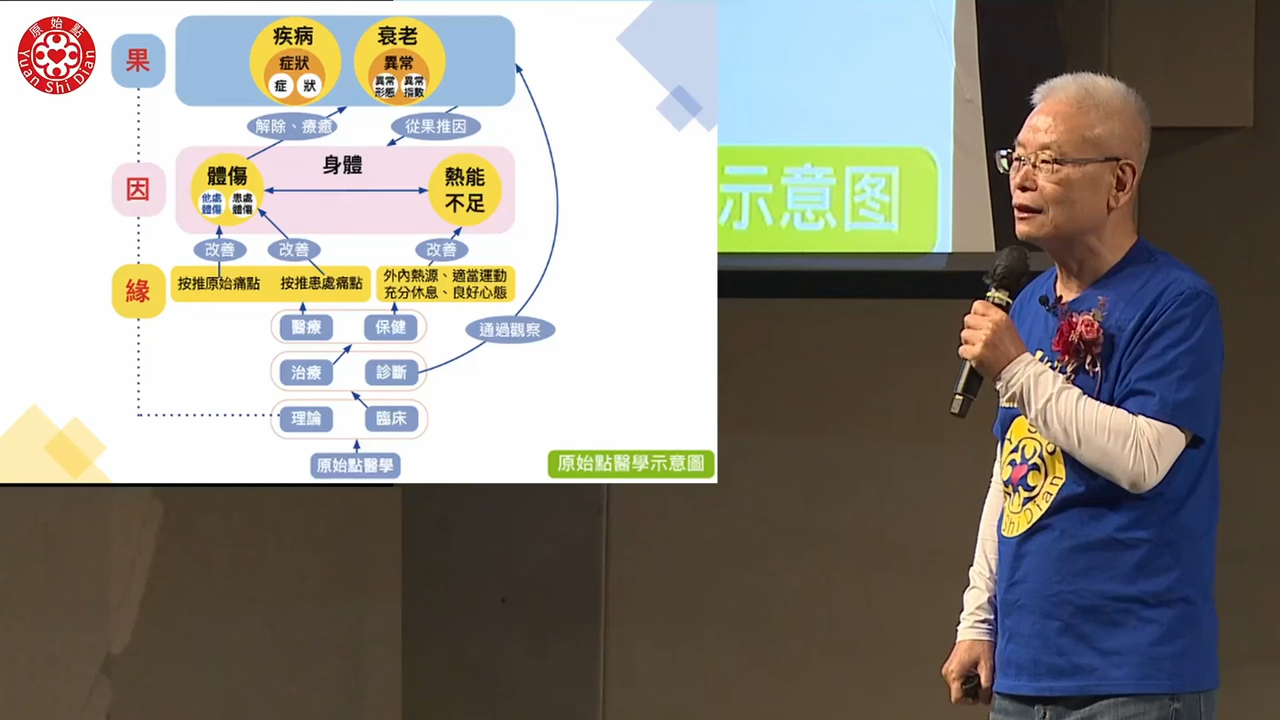 原始點
Yuan Shi Dian
果
疾病
症狀
症 狀
衰老
異常
異常形態 異常指數
解除、療癒
從果推因
因
身體
體傷
他處體傷 患處體傷
熱能不足
改善 改善 改善
緣
按推原始痛點 按推患處痛點
外內熱源、適當運動
充分休息、良好心態
醫療 保健
通過觀察
治療 診斷
理論 臨床
原始點醫學
原始點醫學示意圖
示意图
Shi Dian